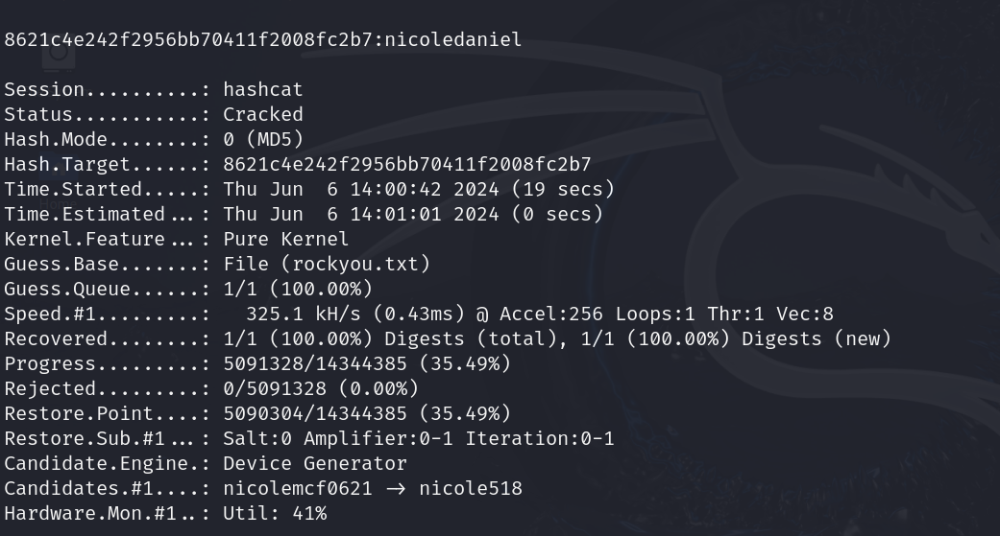 8621c4e242f2956bb70411f2008fc2b7:nicoledaniel
Session..........: hashcat
Status...........: Cracked
Hash.Mode........: 0 (MD5)
Hash.Target......: 8621c4e242f2956bb70411f2008fc2b7
Time.Started.....: Thu Jun  6 14:00:42 2024 (19 secs)
Time.Estimated...: Thu Jun  6 14:01:01 2024 (0 secs)
Kernel.Feature...: Pure Kernel
Guess.Base.......: File (rockyou.txt)
Guess.Queue......: 1/1 (100.00%)
Speed.#1.........:   325.1 kH/s (0.43ms) @ Accel:256 Loops:1 Thr:1 Vec:8
Recovered........: 1/1 (100.00%) Digests (total), 1/1 (100.00%) Digests (new)
Progress.........: 5091328/14344385 (35.49%)
Rejected.........: 0/5091328 (0.00%)
Restore.Point....: 5090304/14344385 (35.49%)
Restore.Sub.#1...: Salt:0 Amplifier:0-1 Iteration:0-1
Candidate.Engine.: Device Generator
Candidates.#1....: nicolemcf0621 -> nicole518
Hardware.Mon.#1..: Util: 41%